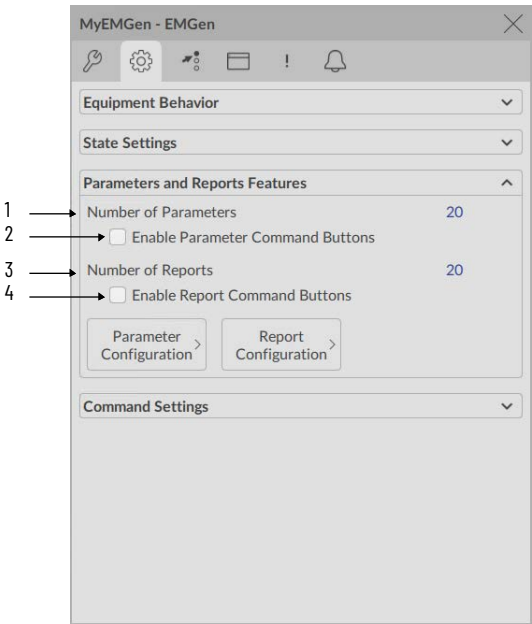 MyEMGen - EMGen
!
Equipment Behavior
State Settings
Parameters and Reports Features
1 Number of Parameters 20
2 Enable Parameter Command Buttons
3 Number of Reports 20
4 Enable Report Command Buttons
Parameter Configuration
Report Configuration
Command Settings